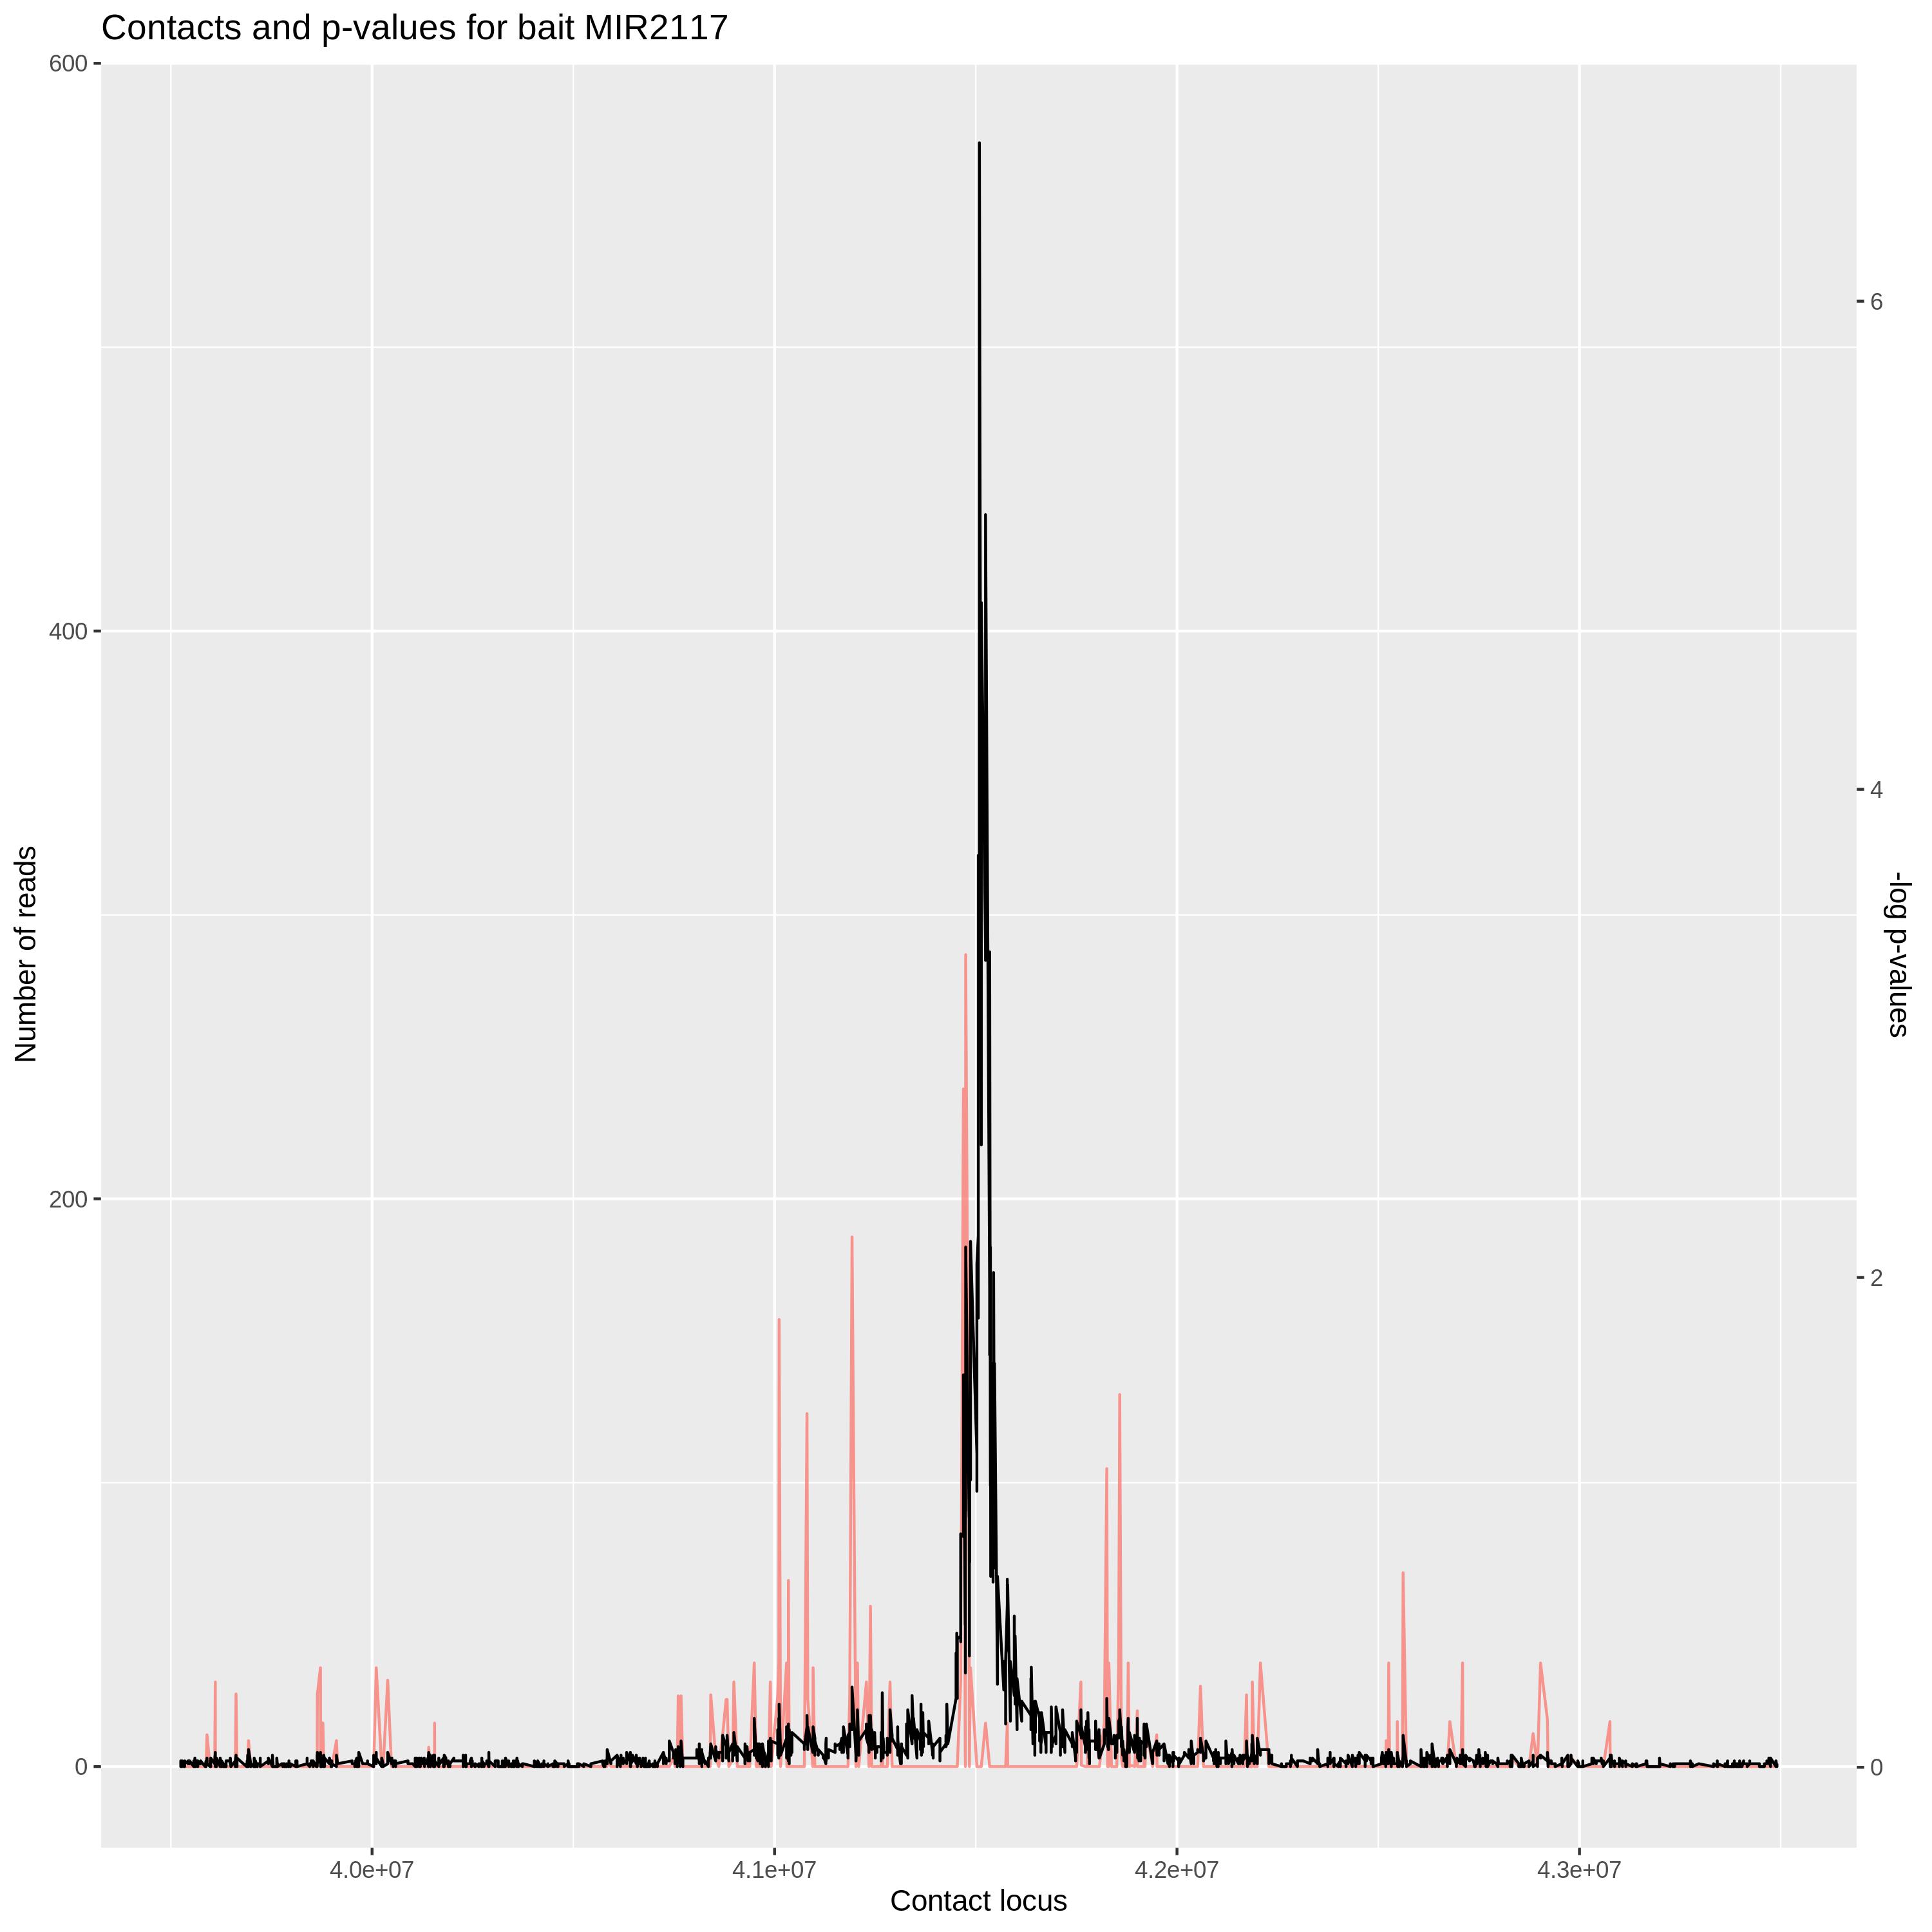 Contacts and p-values for bait MIR2117
600
400
200
0
Number of reads
6
4
2
0
-log p-values
4.0e+07
4.1e+07
4.2e+07
4.3e+07
Contact locus